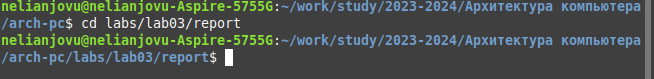 nelianjovu@nelianjovu-Aspire-5755G:~/work/study/2023-2024/Архитектура компьютера
/arch-pc$ cd labs/lab03/report
nelianjovu@nelianjovu-Aspire-5755G:~/work/study/2023-2024/Архитектура компьютера
/arch-pc/labs/lab03/report$